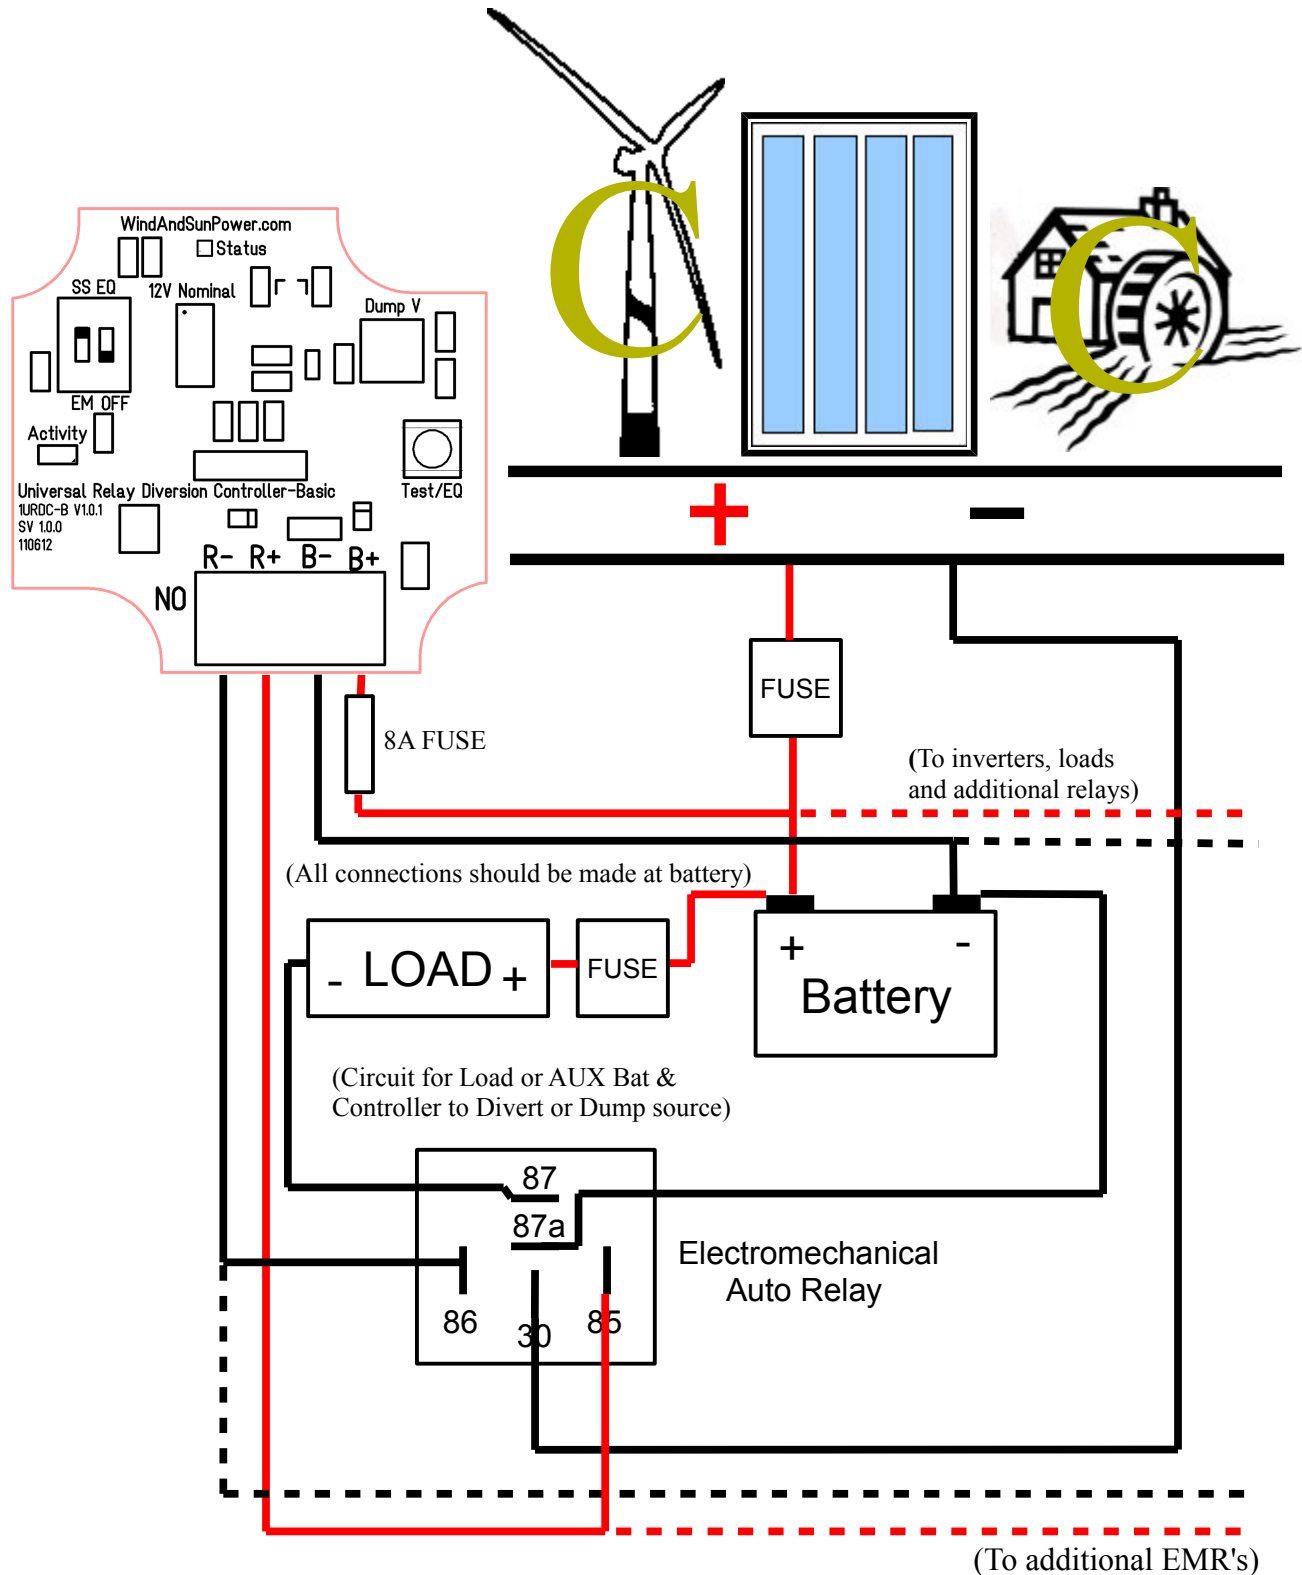 WindAndSunPower.com
Status
SS EQ
12V Nominal
Dump V
EM OFF
Activity
Test/EQ
Universal Relay Diversion Controller-Basic
1URDC-B V1.0.1
SV 1.0.0
110612
R- R+ B- B+
NO
C
C
+ -
FUSE
8A FUSE
(To inverters, loads
and additional relays)
(All connections should be made at battery)
- LOAD +
FUSE
+ -
Battery
(Circuit for Load or AUX Bat &
Controller to Divert or Dump source)
87
87a
86
30
85
Electromechanical
Auto Relay
(To additional EMR's)